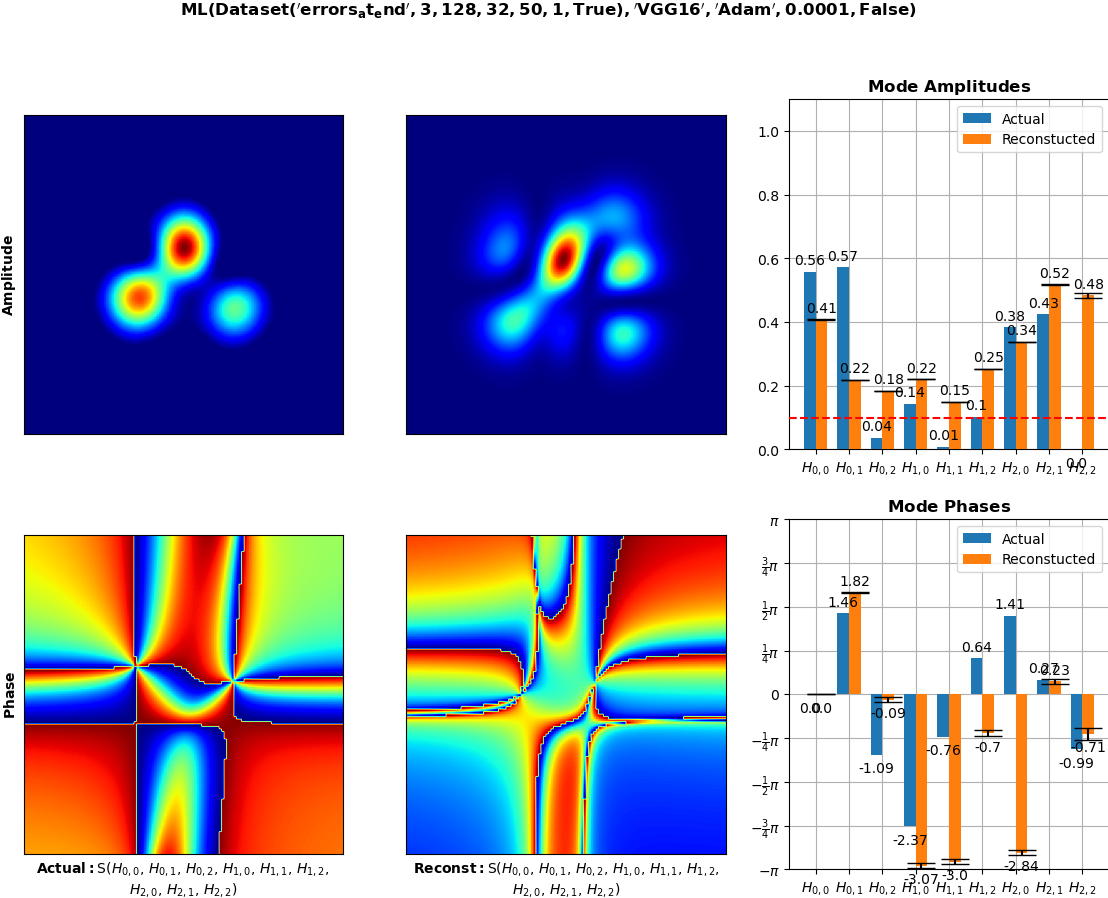 ML(Dataset('errors_at_end', 3, 128, 32, 50, 1, True), 'VGG16', 'Adam', 0.0001, False)
Amplitude
Mode Amplitudes
Actual
Reconstucted
1.0
0.8
0.6
0.4
0.2
0.0
0.56 0.57 0.04 0.14 0.01 0.1 0.38 0.43 0.0
0.41 0.22 0.18 0.22 0.15 0.25 0.34 0.52 0.48
H0,0 H0,1 H0,2 H1,0 H1,1 H1,2 H2,0 H2,1 H2,2
Phase
Mode Phases
Actual
Reconstucted
π
3/4π
1/2π
1/4π
0
−1/4π
−1/2π
−3/4π
−π
0.0 1.46 -1.09 -2.37 -0.76 0.64 1.41 0.27 -0.99
0.0 1.82 -0.09 -3.07 -3.0 -0.7 -2.84 0.23 -0.71
H0,0 H0,1 H0,2 H1,0 H1,1 H1,2 H2,0 H2,1 H2,2
Actual: S(H0,0, H0,1, H0,2, H1,0, H1,1, H1,2,
H2,0, H2,1, H2,2)
Reconst: S(H0,0, H0,1, H0,2, H1,0, H1,1, H1,2,
H2,0, H2,1, H2,2)